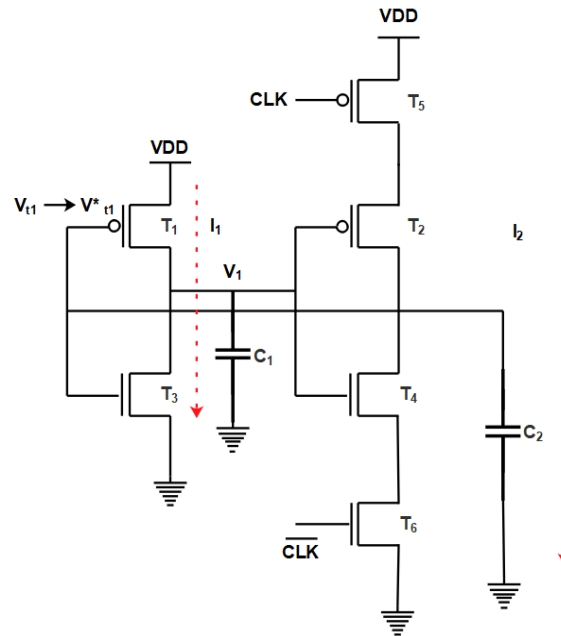 VDD
CLK
T5
VDD
Vt1 → V*t1
T1
I1
T2
I2
V1
C1
T3
T4
C2
T6
CLK